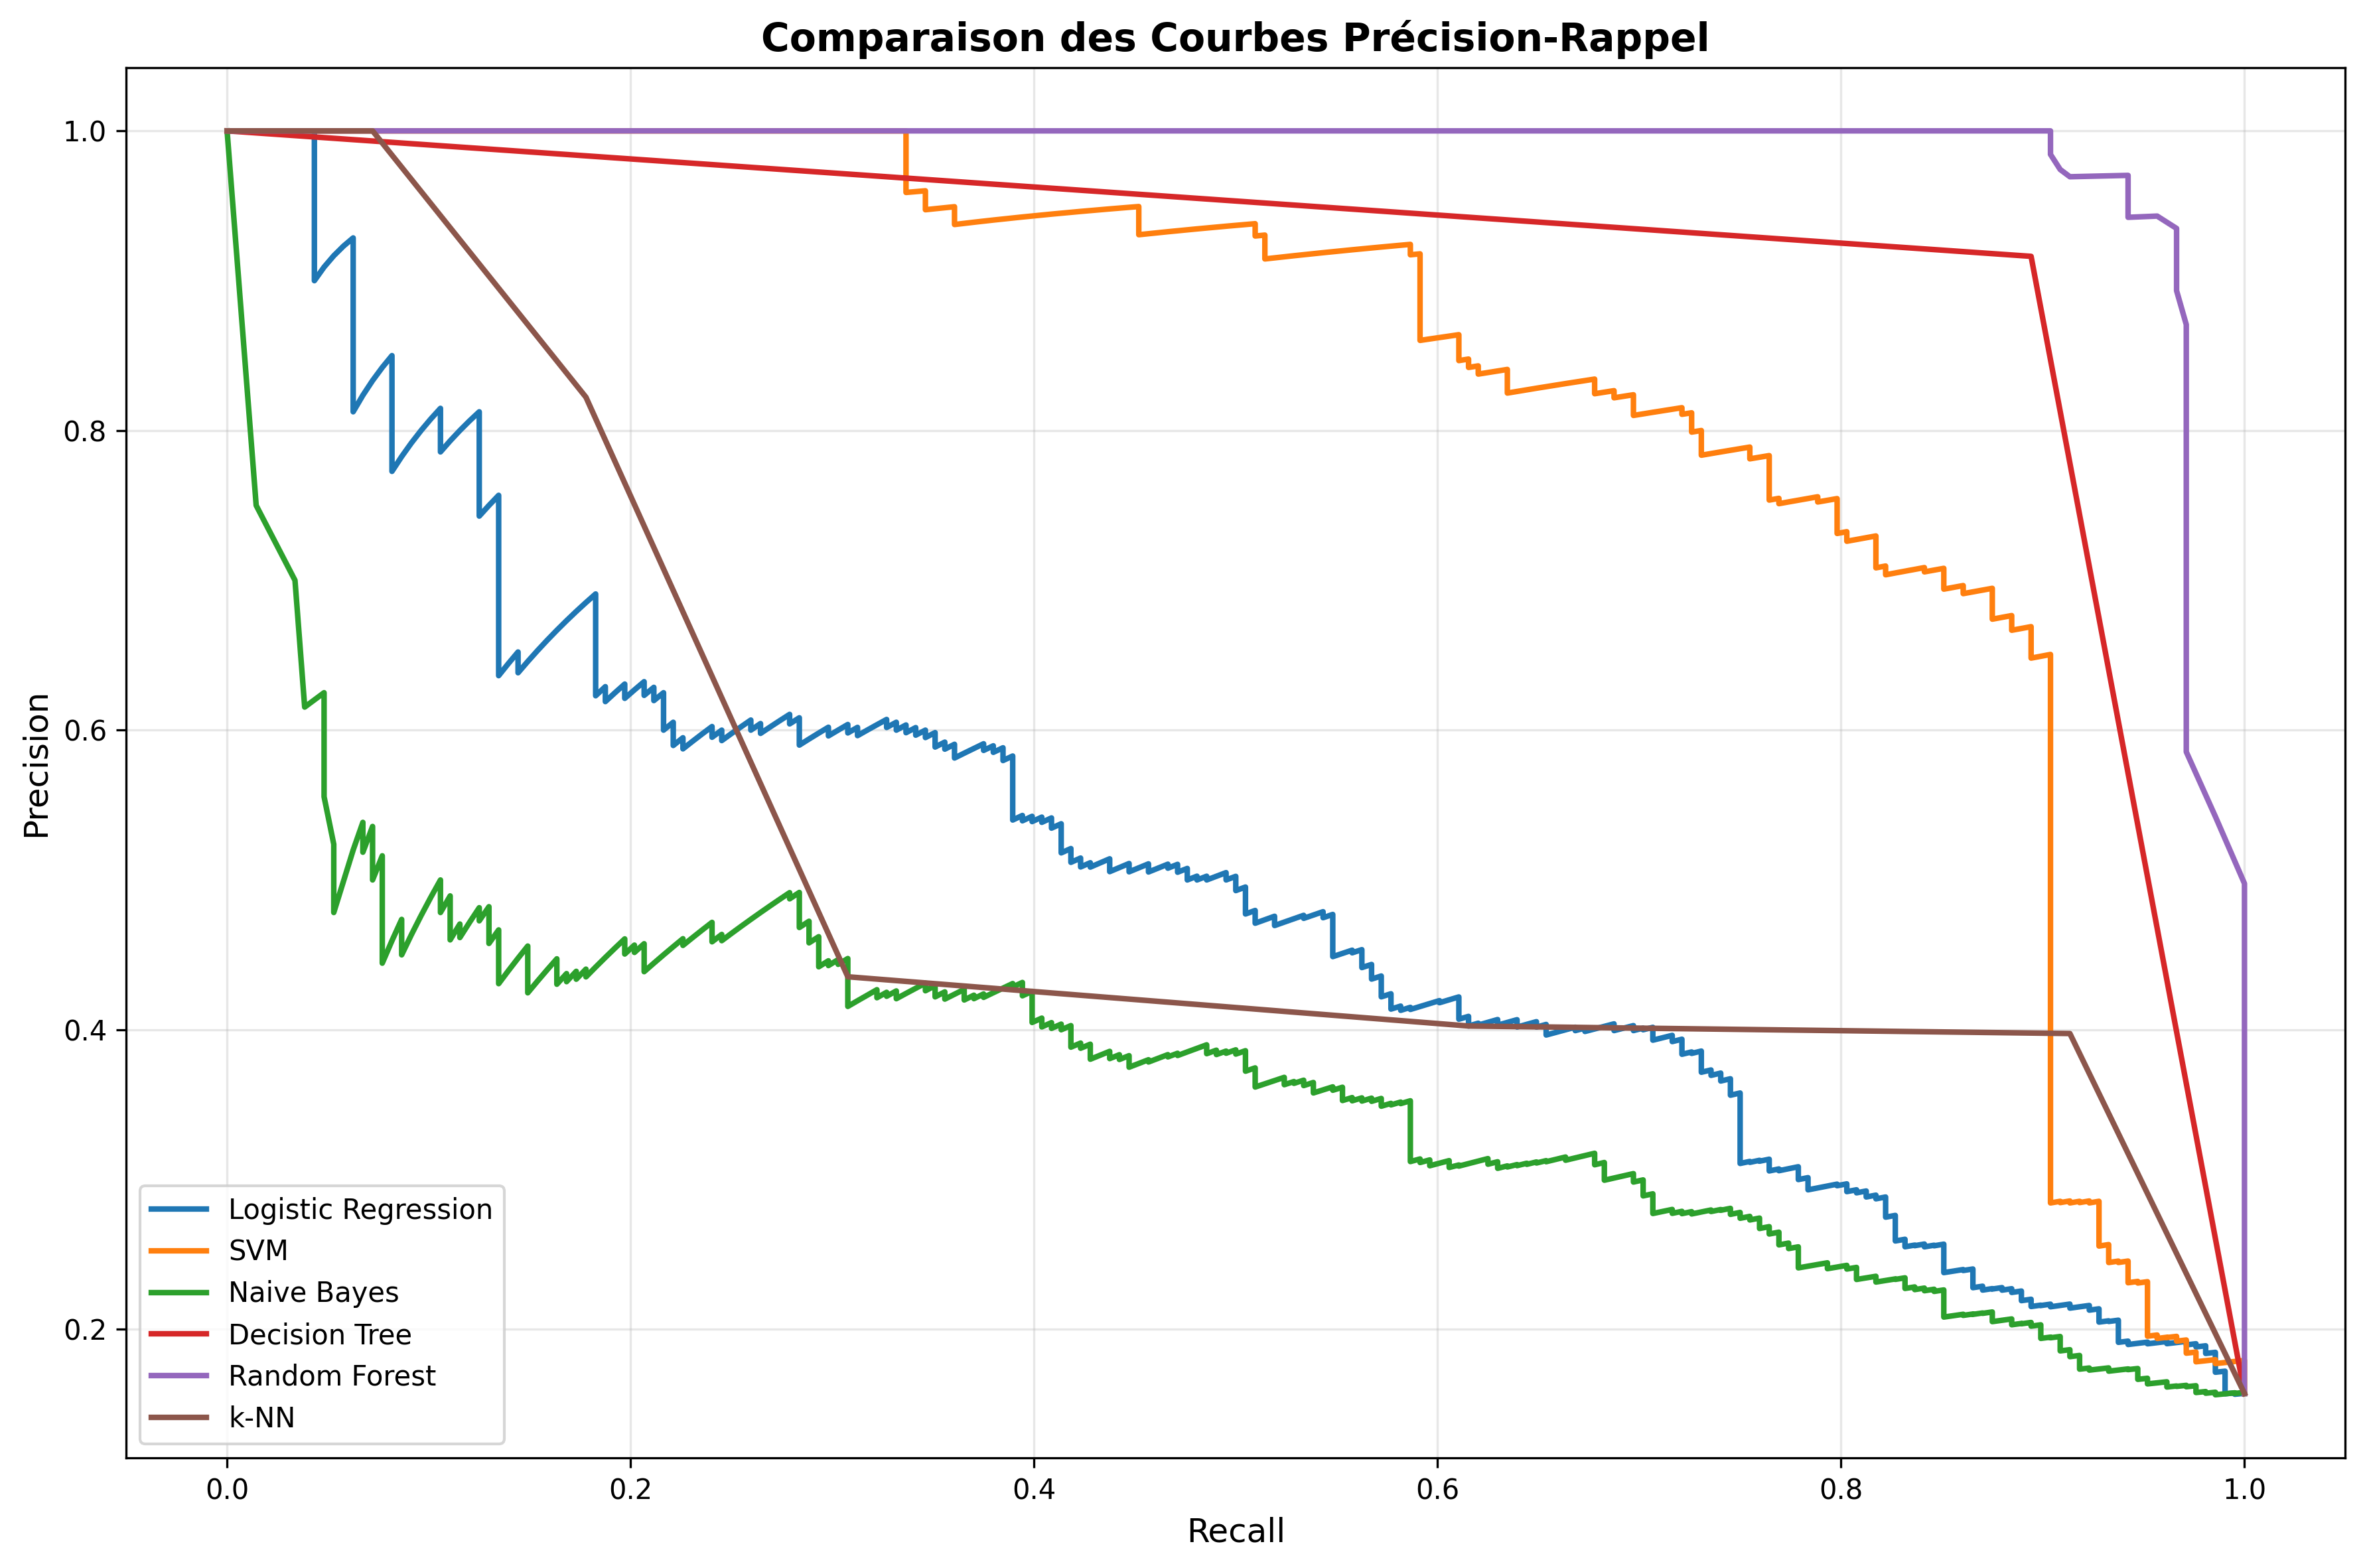 Comparaison des Courbes Précision-Rappel
Precision
1.0
0.8
0.6
0.4
0.2
Logistic Regression
SVM
Naive Bayes
Decision Tree
Random Forest
k-NN
0.0 0.2 0.4 0.6 0.8 1.0
Recall